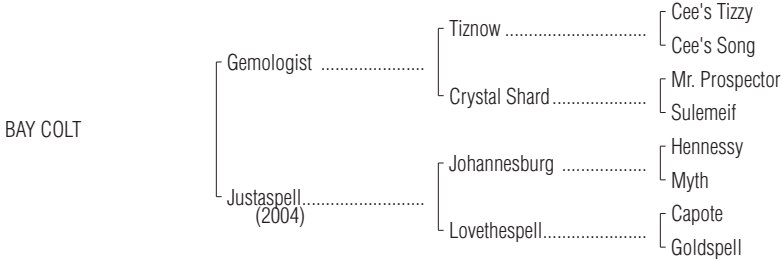 Cee's Tizzy
Tiznow ..............................
Cee's Song
Gemologist ......................
Mr. Prospector
Crystal Shard....................
Sulemeif
BAY COLT
Hennessy
Johannesburg ..................
Myth
Justaspell..........................
(2004)
Capote
Lovethespell......................
Goldspell